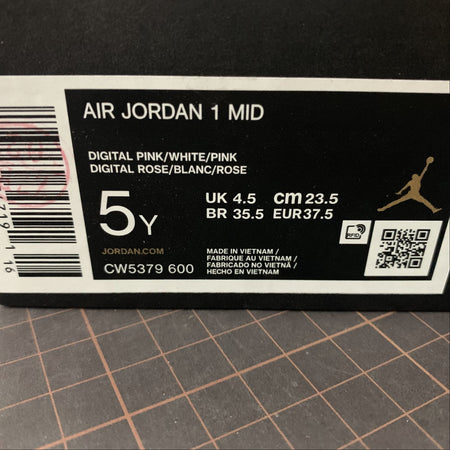 AIR JORDAN 1 MID
DIGITAL PINK/WHITE/PINK
DIGITAL ROSE/BLANC/ROSE
5Y
UK 4.5 cm 23.5
BR 35.5 EUR 37.5
RFID
JORDAN.COM
CW5379 600
MADE IN VIETNAM /
FABRIQUE AU VIETNAM /
FABRICADO NO VIETNÃ /
HECHO EN VIETNAM